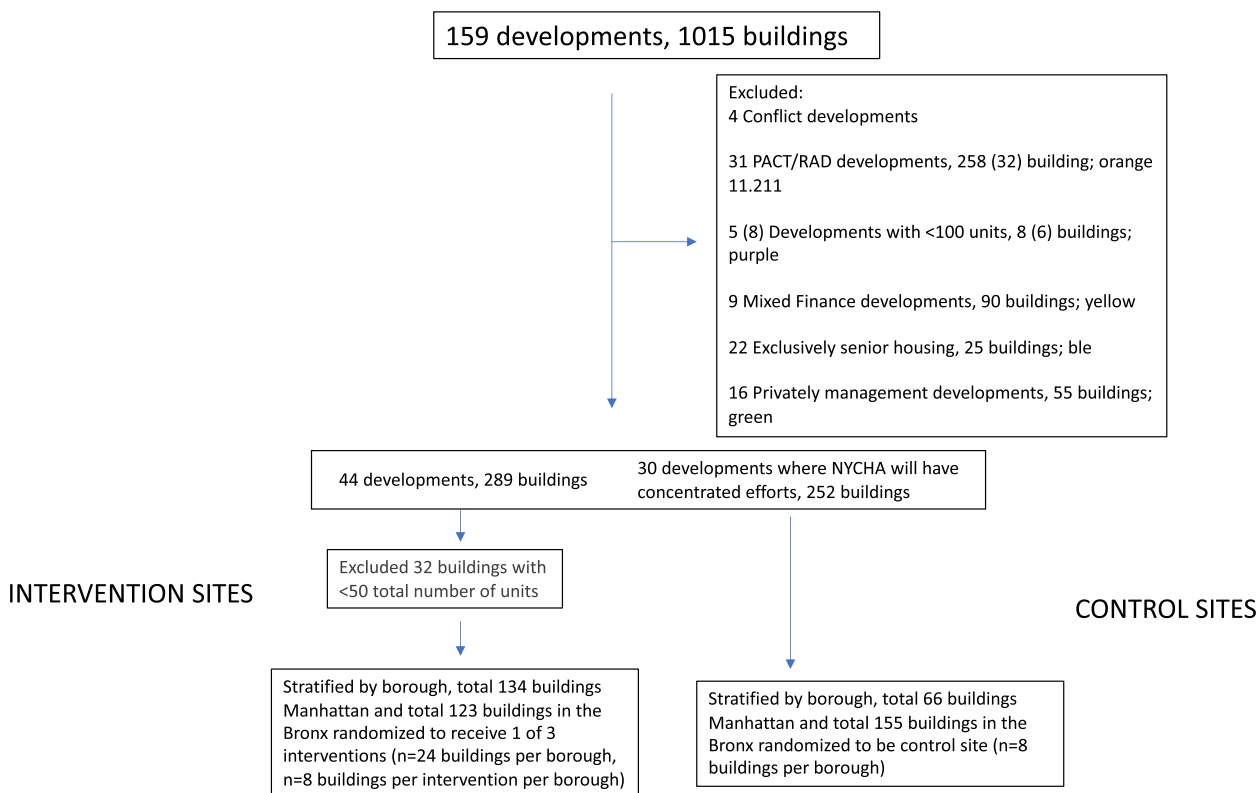 159 developments, 1015 buildings
Excluded:
4 Conflict developments
31 PACT/RAD developments, 258 (32) building; orange
11.211
5 (8) Developments with <100 units, 8 (6) buildings;
purple
9 Mixed Finance developments, 90 buildings; yellow
22 Exclusively senior housing, 25 buildings; ble
16 Privately management developments, 55 buildings;
green
44 developments, 289 buildings
30 developments where NYCHA will have
concentrated efforts, 252 buildings
Excluded 32 buildings with
<50 total number of units
INTERVENTION SITES
CONTROL SITES
Stratified by borough, total 134 buildings
Manhattan and total 123 buildings in the
Bronx randomized to receive 1 of 3
interventions (n=24 buildings per borough,
n=8 buildings per intervention per borough)
Stratified by borough, total 66 buildings
Manhattan and total 155 buildings in the
Bronx randomized to be control site (n=8
buildings per borough)